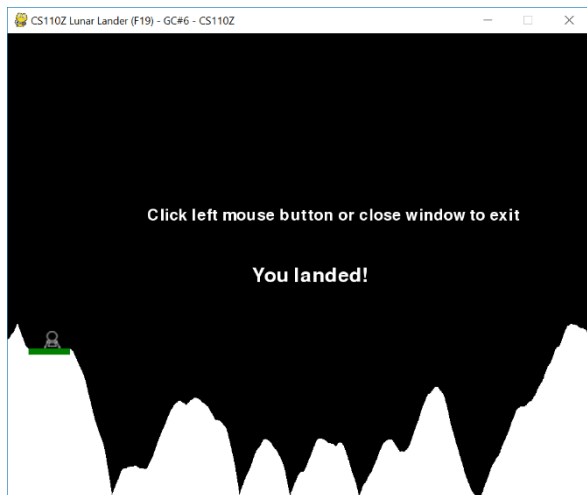 CS110Z Lunar Lander (F19) - GC#6 - CS110Z
Click left mouse button or close window to exit
You landed!